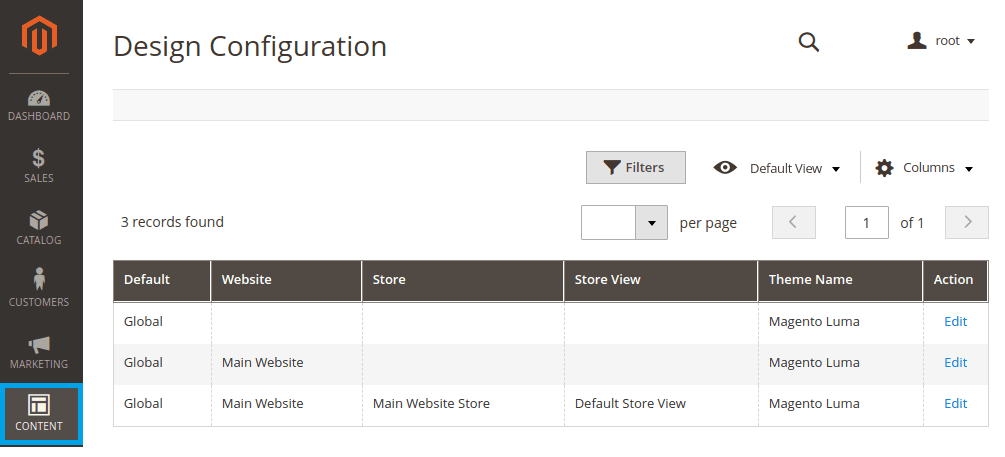 Design Configuration
root
DASHBOARD
SALES
CATALOG
CUSTOMERS
MARKETING
CONTENT
Filters
Default View
Columns
3 records found
per page
1
of 1
Default Website Store Store View Theme Name Action
Global Magento Luma Edit
Global Main Website Magento Luma Edit
Global Main Website Main Website Store Default Store View Magento Luma Edit